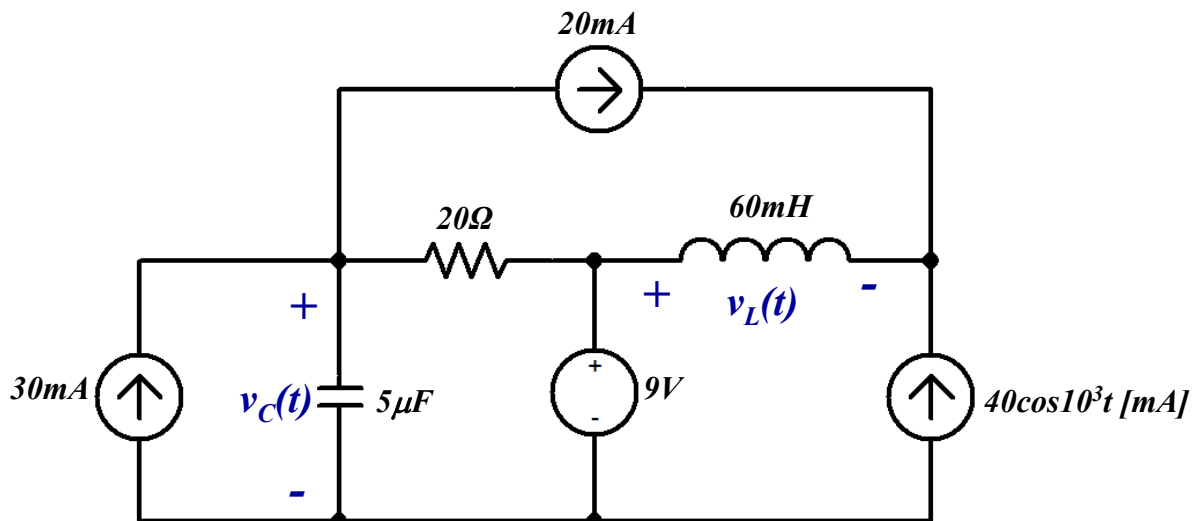 20mA
20Ω
60mH
+
+
v_L(t)
-
30mA
v_C(t)
5μF
+
-
9V
40cos10³t [mA]
-